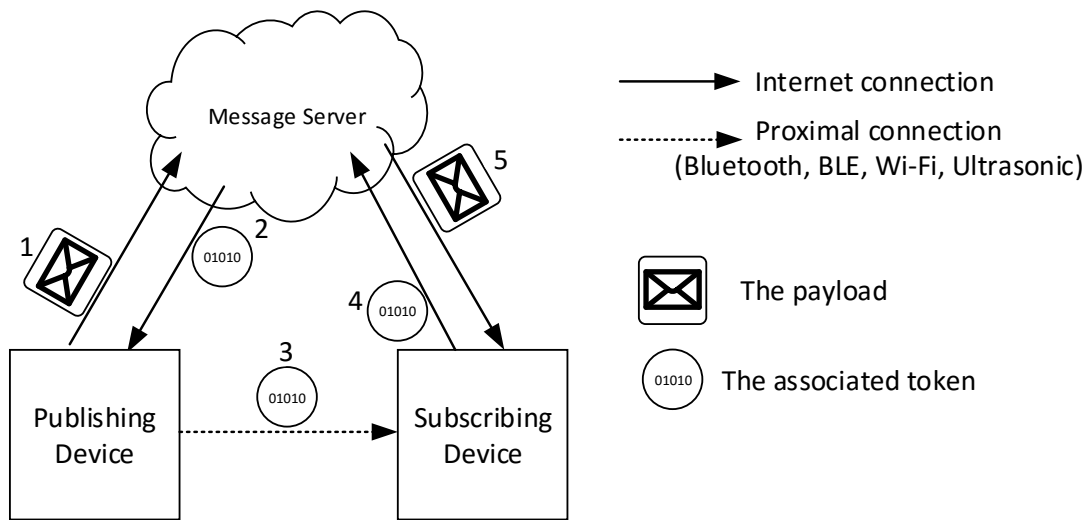 Message Server
1
2
01010
3
01010
4
01010
5
Publishing
Device
Subscribing
Device
Internet connection
Proximal connection
(Bluetooth, BLE, Wi-Fi, Ultrasonic)
The payload
01010
The associated token